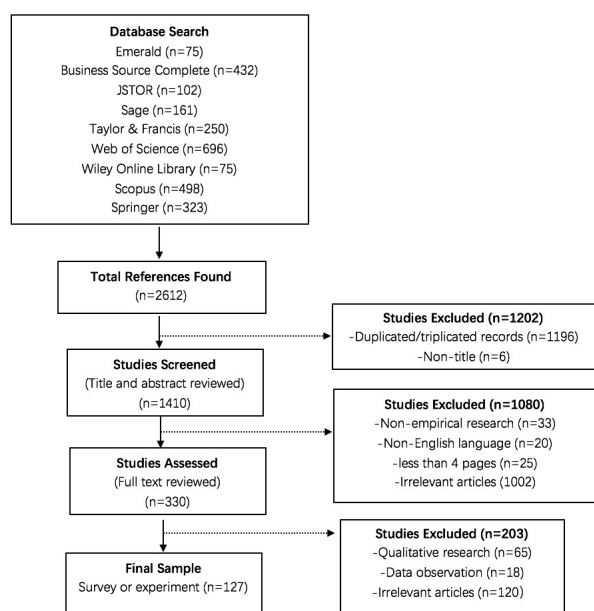 Database Search
Emerald (n=75)
Business Source Complete (n=432)
JSTOR (n=102)
Sage (n=161)
Taylor & Francis (n=250)
Web of Science (n=696)
Wiley Online Library (n=75)
Scopus (n=498)
Springer (n=323)
Total References Found
(n=2612)
Studies Excluded (n=1202)
-Duplicated/triplicated records (n=1196)
-Non-title (n=6)
Studies Screened
(Title and abstract reviewed)
(n=1410)
Studies Excluded (n=1080)
-Non-empirical research (n=33)
-Non-English language (n=20)
-less than 4 pages (n=25)
-Irrelevant articles (1002)
Studies Assessed
(Full text reviewed)
(n=330)
Studies Excluded (n=203)
-Qualitative research (n=65)
-Data observation (n=18)
-Irrelevant articles (n=120)
Final Sample
Survey or experiment (n=127)